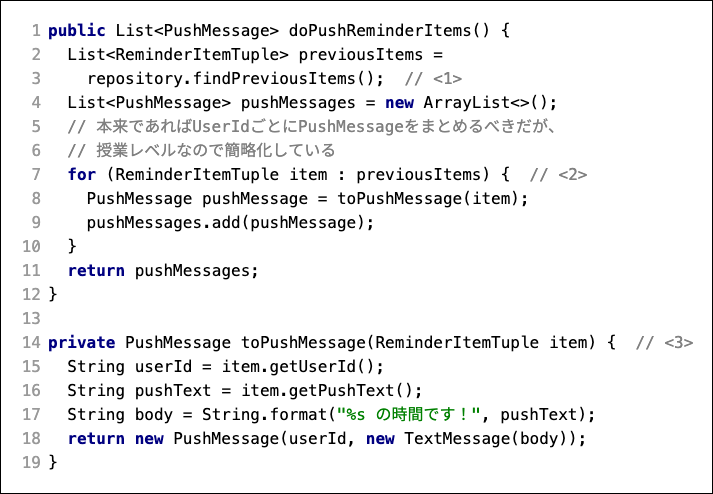 1 public List<PushMessage> doPushReminderItems() {
2   List<ReminderItemTuple> previousItems =
3     repository.findPreviousItems();  // <1>
4   List<PushMessage> pushMessages = new ArrayList<>();
5   // 本来であればUserIdごとにPushMessageをまとめるべきだが、
6   // 授業レベルなので簡略化している
7   for (ReminderItemTuple item : previousItems) {  // <2>
8     PushMessage pushMessage = toPushMessage(item);
9     pushMessages.add(pushMessage);
10   }
11   return pushMessages;
12 }
13
14 private PushMessage toPushMessage(ReminderItemTuple item) {  // <3>
15   String userId = item.getUserId();
16   String pushText = item.getPushText();
17   String body = String.format("%s の時間です！", pushText);
18   return new PushMessage(userId, new TextMessage(body));
19 }